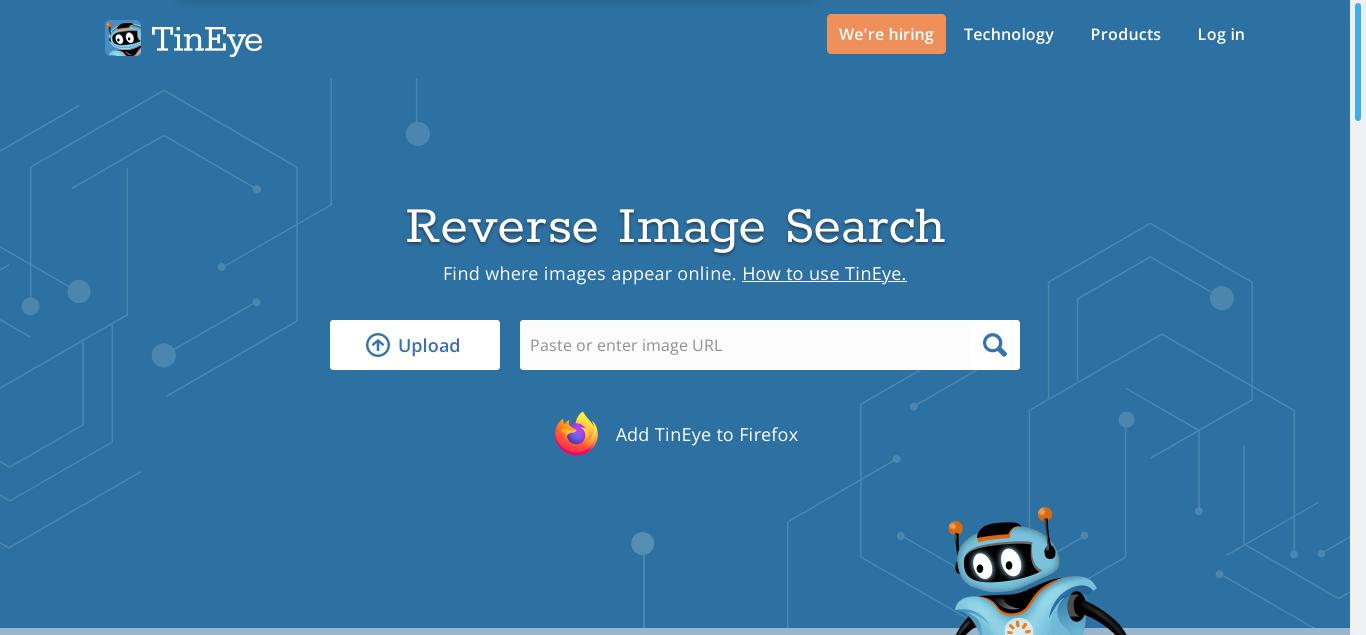 TinEye
We're hiring
Technology
Products
Log in
Reverse Image Search
Find where images appear online. How to use TinEye.
Upload
Paste or enter image URL
Add TinEye to Firefox